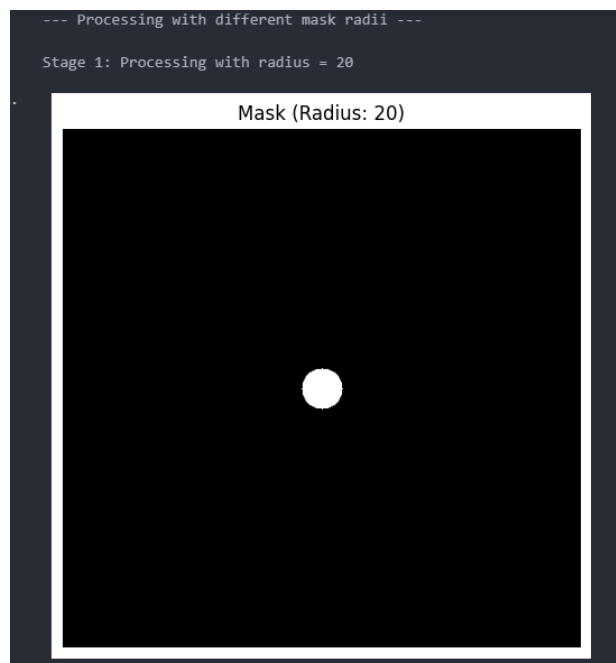 --- Processing with different mask radii ---
Stage 1: Processing with radius = 20
Mask (Radius: 20)